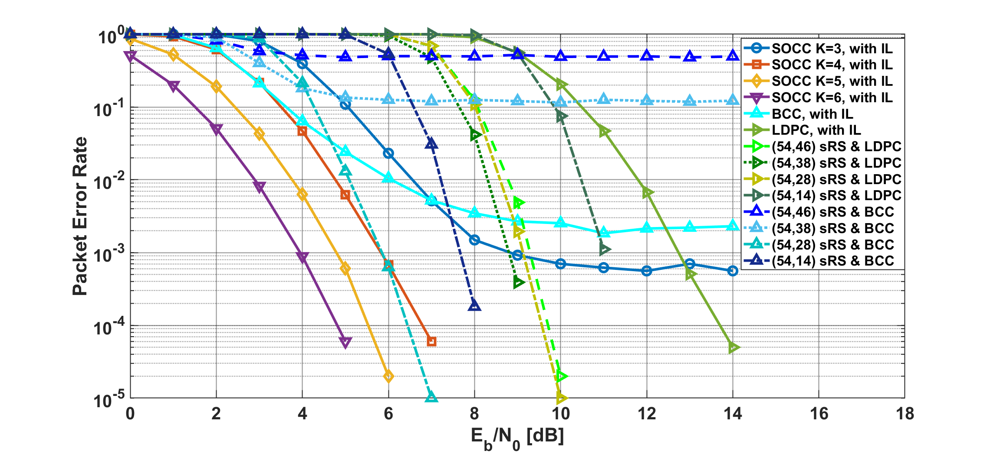 Packet Error Rate
10^0
10^-1
10^-2
10^-3
10^-4
10^-5
SOCC K=3, with IL
SOCC K=4, with IL
SOCC K=5, with IL
SOCC K=6, with IL
BCC, with IL
LDPC, with IL
(54,46) sRS & LDPC
(54,38) sRS & LDPC
(54,28) sRS & LDPC
(54,14) sRS & LDPC
(54,46) sRS & BCC
(54,38) sRS & BCC
(54,28) sRS & BCC
(54,14) sRS & BCC
0 2 4 6 8 10 12 14 16 18
E_b/N_0 [dB]